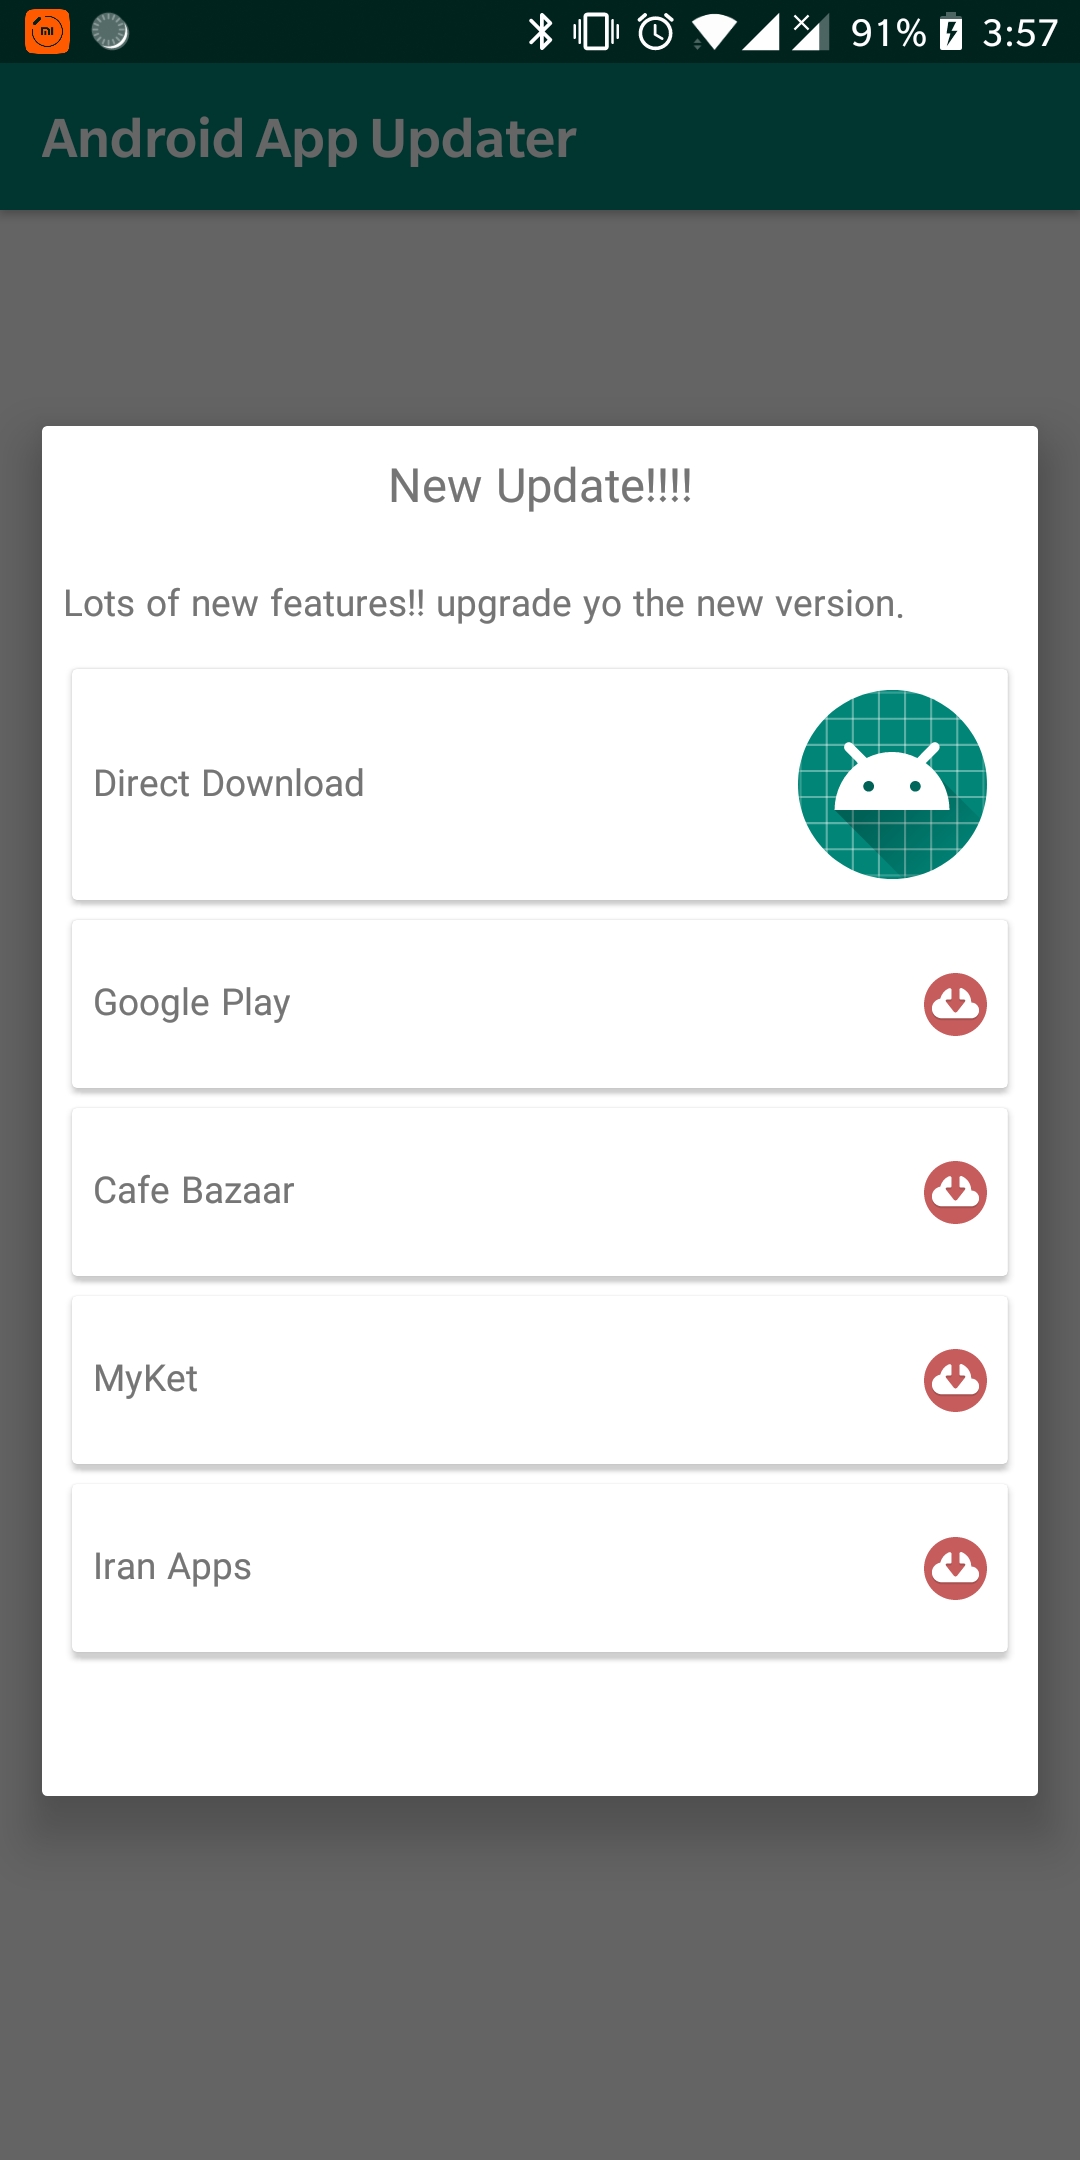 91% 3:57
Android App Updater
New Update!!!!
Lots of new features!! upgrade yo the new version.
Direct Download
Google Play
Cafe Bazaar
MyKet
Iran Apps